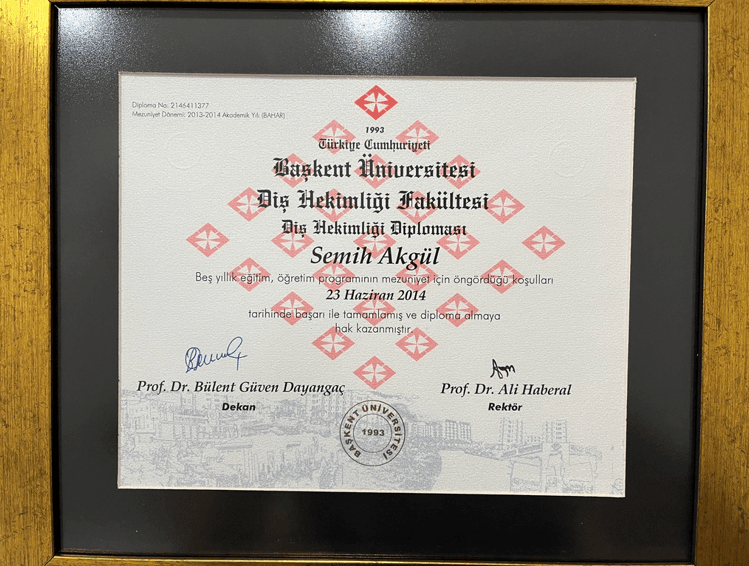 Diploma No: 2146411377
Mezuniyet Dönemi: 2013-2014 Akademik Yılı (BAHAR)
1993
Türkiye Cumhuriyeti
Başkent Üniversitesi
Diş Hekimliği Fakültesi
Diş Hekimliği Diploması
Semih Akgül
Beş yıllık eğitim, öğretim programının mezuniyet için öngördüğü koşulları
23 Haziran 2014
tarihinde başarı ile tamamlamış ve diploma almaya
hak kazanmıştır.
Prof. Dr. Bülent Güven Dayangaç
Dekan
Prof. Dr. Ali Haberal
Rektör
BAŞKENT ÜNİVERSİTESİ
1993